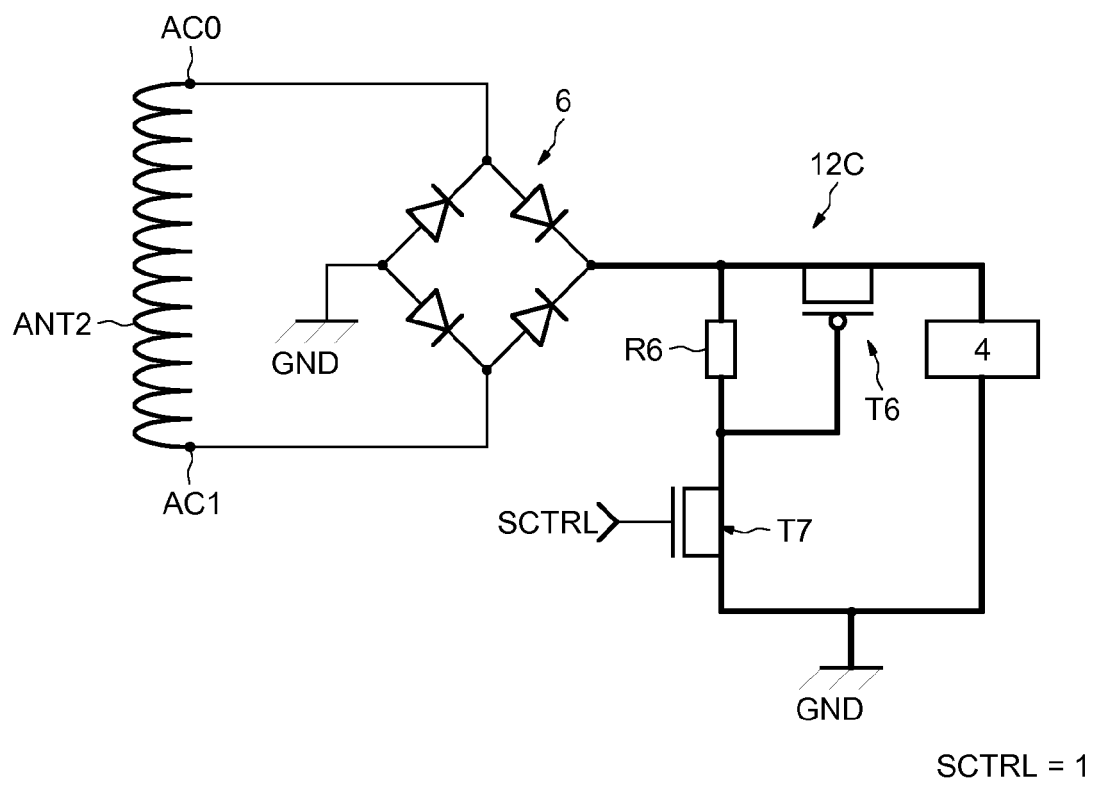 AC0
6
12C
ANT2
GND
R6
4
T6
AC1
SCTRL
T7
GND
SCTRL = 1